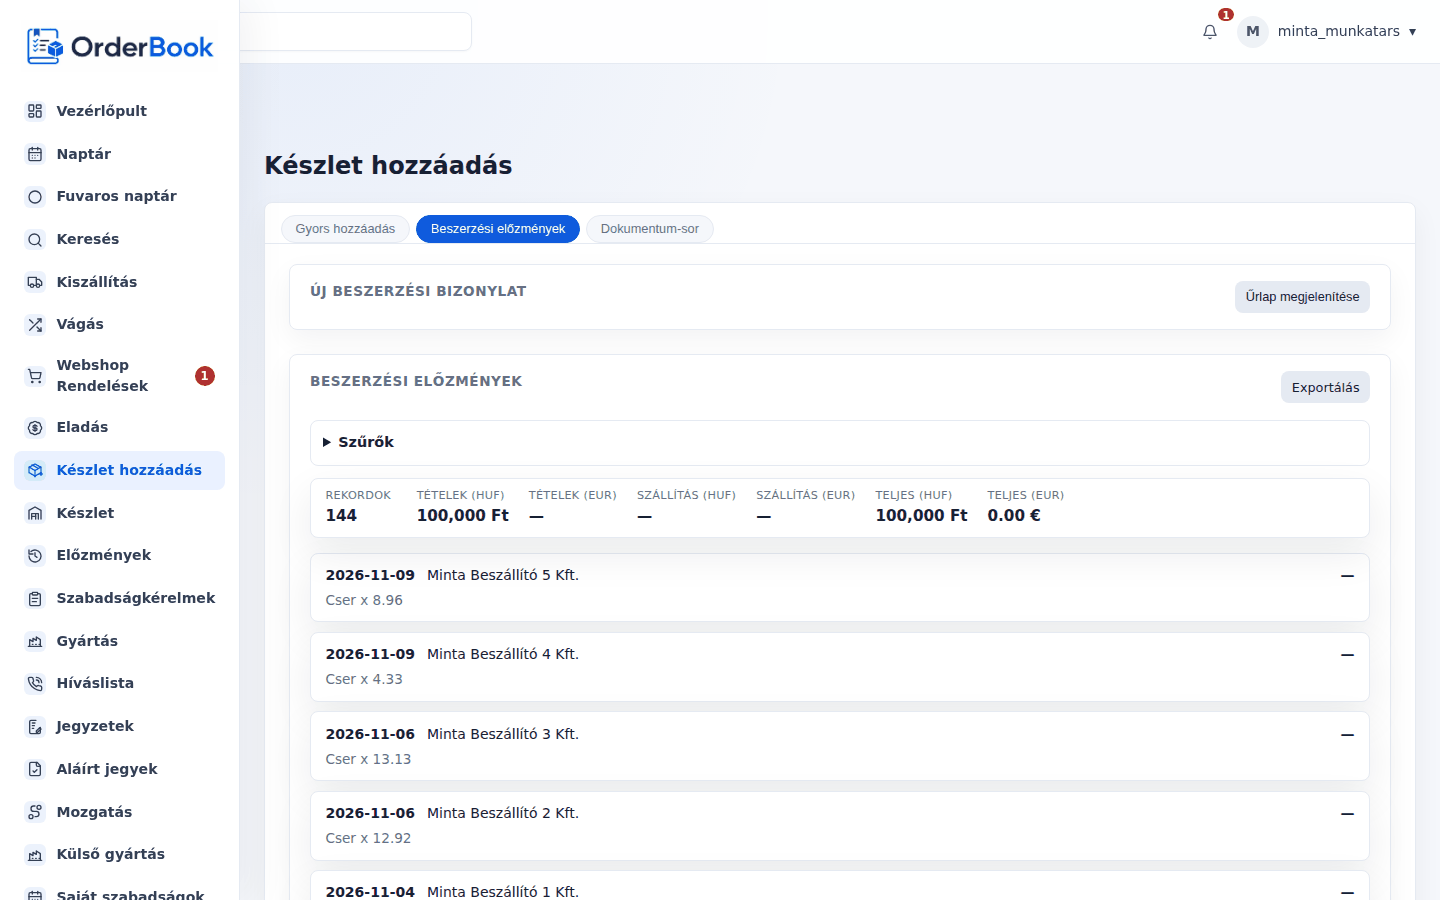 OrderBook
1
M
minta_munkatars ▼
Vezérlőpult
Naptár
Fuvaros naptár
Keresés
Kiszállítás
Vágás
Webshop
Rendelések
1
Eladás
Készlet hozzáadás
Készlet
Előzmények
Szabadságkérelmek
Gyártás
Híváslista
Jegyzetek
Aláírt jegyek
Mozgatás
Külső gyártás
Saját szabadságok
Készlet hozzáadás
Gyors hozzáadás
Beszerzési előzmények
Dokumentum-sor
ÚJ BESZERZÉSI BIZONYLAT
Űrlap megjelenítése
BESZERZÉSI ELŐZMÉNYEK
Exportálás
▶ Szűrők
REKORDOK
144
TÉTELEK (HUF)
100,000 Ft
TÉTELEK (EUR)
—
SZÁLLÍTÁS (HUF)
—
SZÁLLÍTÁS (EUR)
—
TELJES (HUF)
100,000 Ft
TELJES (EUR)
0.00 €
2026-11-09 Minta Beszállító 5 Kft. —
Cser x 8.96
2026-11-09 Minta Beszállító 4 Kft. —
Cser x 4.33
2026-11-06 Minta Beszállító 3 Kft. —
Cser x 13.13
2026-11-06 Minta Beszállító 2 Kft. —
Cser x 12.92
2026-11-04 Minta Beszállító 1 Kft. —